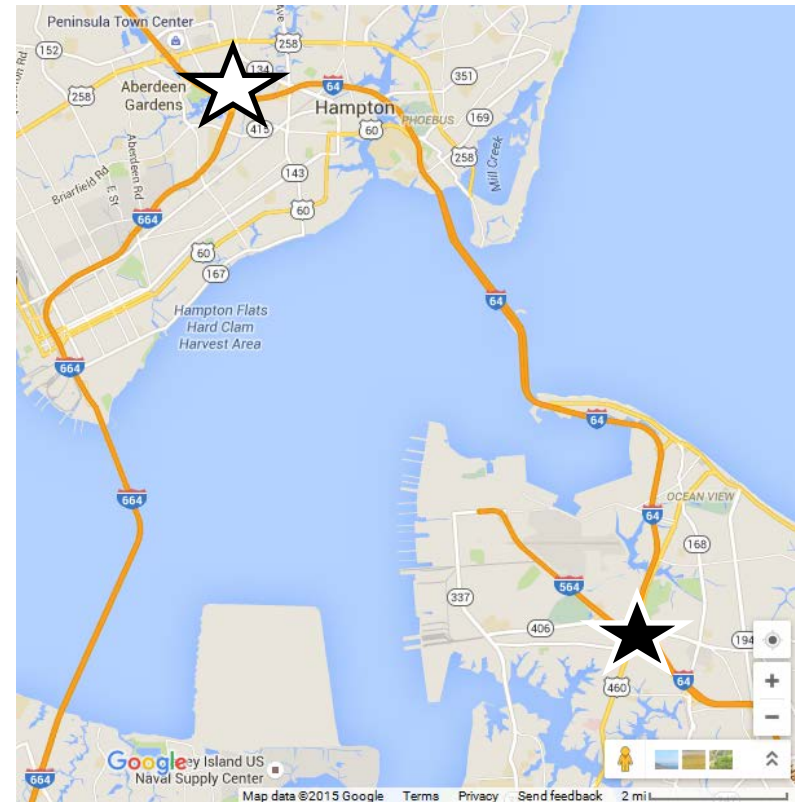 Peninsula Town Center
152
258
258
134
Aberdeen
Gardens
64
351
Hampton
PHOEBUS
169
415
60
258
Mill Creek
Aberdeen Rd
143
Briarfield Rd
E St
60
664
60
167
64
Hampton Flats
Hard Clam
Harvest Area
664
64
664
OCEAN VIEW
64
168
564
337
406
194
64
460
Google
ey Island US
Naval Supply Center
664
Map data ©2015 Google Terms Privacy Send feedback 2 mi